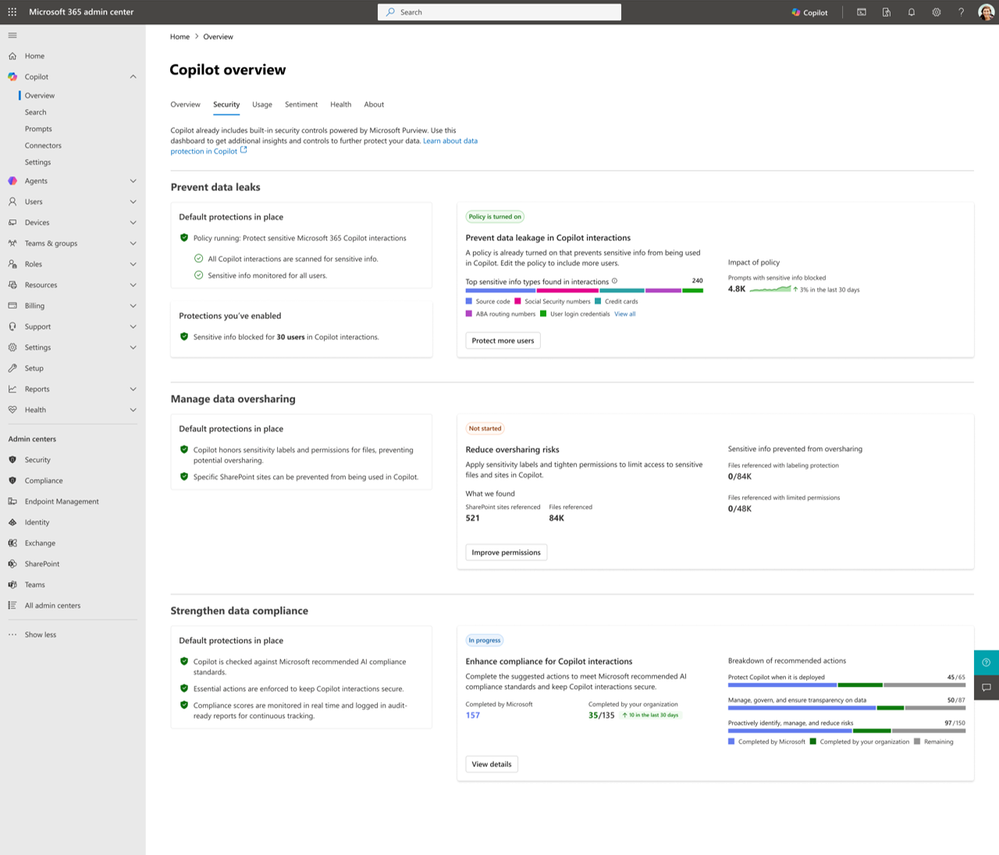 Microsoft 365 admin center
Search
Copilot
?
Home
Copilot
Overview
Search
Prompts
Connectors
Settings
Agents
Users
Devices
Teams & groups
Roles
Resources
Billing
Support
Settings
Setup
Reports
Health
Admin centers
Security
Compliance
Endpoint Management
Identity
Exchange
SharePoint
Teams
All admin centers
Show less
Home > Overview
Copilot overview
Overview Security Usage Sentiment Health About
Copilot already includes built-in security controls powered by Microsoft Purview. Use this
dashboard to get additional insights and controls to further protect your data. Learn about data
protection in Copilot
Prevent data leaks
Default protections in place
Policy running: Protect sensitive Microsoft 365 Copilot interactions
All Copilot interactions are scanned for sensitive info.
Sensitive info monitored for all users.
Protections you've enabled
Sensitive info blocked for 30 users in Copilot interactions.
Policy is turned on
Prevent data leakage in Copilot interactions
A policy is already turned on that prevents sensitive info from being used
in Copilot. Edit the policy to include more users.
Top sensitive info types found in interactions 240
Source code Social Security numbers Credit cards
ABA routing numbers User login credentials View all
Protect more users
Impact of policy
Prompts with sensitive info blocked
4.8K ↑ 3% in the last 30 days
Manage data oversharing
Default protections in place
Copilot honors sensitivity labels and permissions for files, preventing
potential oversharing.
Specific SharePoint sites can be prevented from being used in Copilot.
Not started
Reduce oversharing risks
Apply sensitivity labels and tighten permissions to limit access to sensitive
files and sites in Copilot.
What we found
SharePoint sites referenced Files referenced
521 84K
Improve permissions
Sensitive info prevented from oversharing
Files referenced with labeling protection
0/84K
Files referenced with limited permissions
0/48K
Strengthen data compliance
Default protections in place
Copilot is checked against Microsoft recommended AI compliance
standards.
Essential actions are enforced to keep Copilot interactions secure.
Compliance scores are monitored in real time and logged in audit-
ready reports for continuous tracking.
In progress
Enhance compliance for Copilot interactions
Complete the suggested actions to meet Microsoft recommended AI
compliance standards and keep Copilot interactions secure.
Completed by Microsoft Completed by your organization
157 35/135 ↑ 10 in the last 30 days
View details
Breakdown of recommended actions
Protect Copilot when it is deployed 45/65
Manage, govern, and ensure transparency on data 50/87
Proactively identify, manage, and reduce risks 97/150
Completed by Microsoft Completed by your organization Remaining